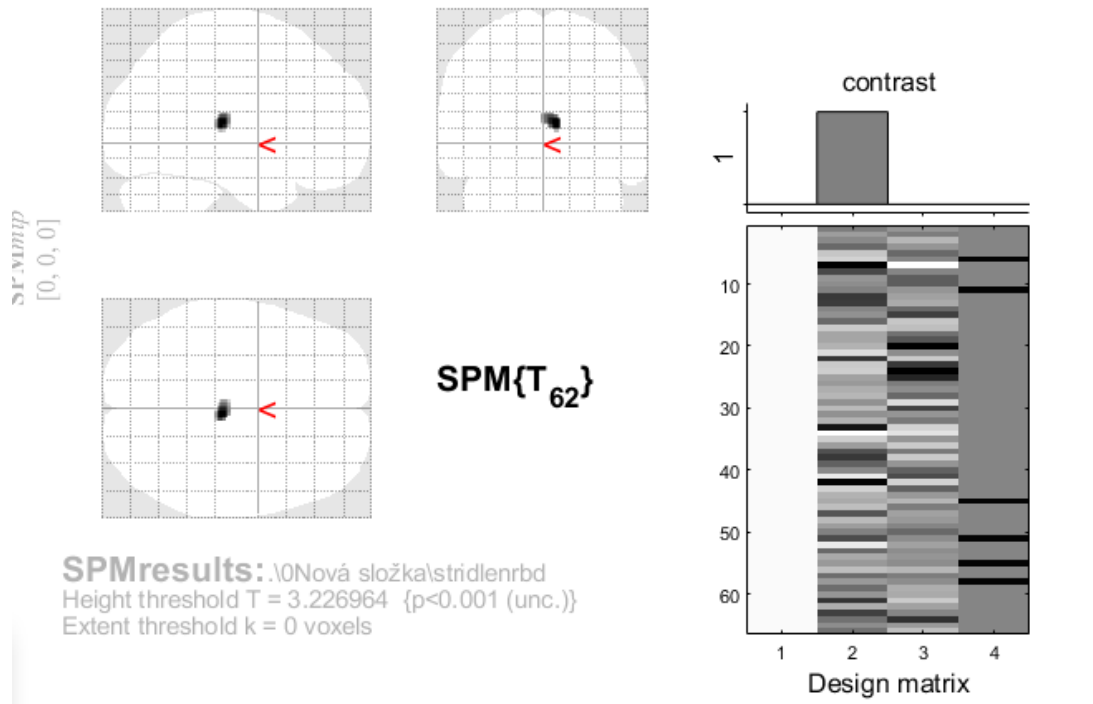 contrast
1
SPMmip
[0, 0, 0]
<
<
<
SPM{T62}
SPMresults: .\0Nová složka\stridlenrbd
Height threshold T = 3.226964 {p<0.001 (unc.)}
Extent threshold k = 0 voxels
10
20
30
40
50
60
1 2 3 4
Design matrix